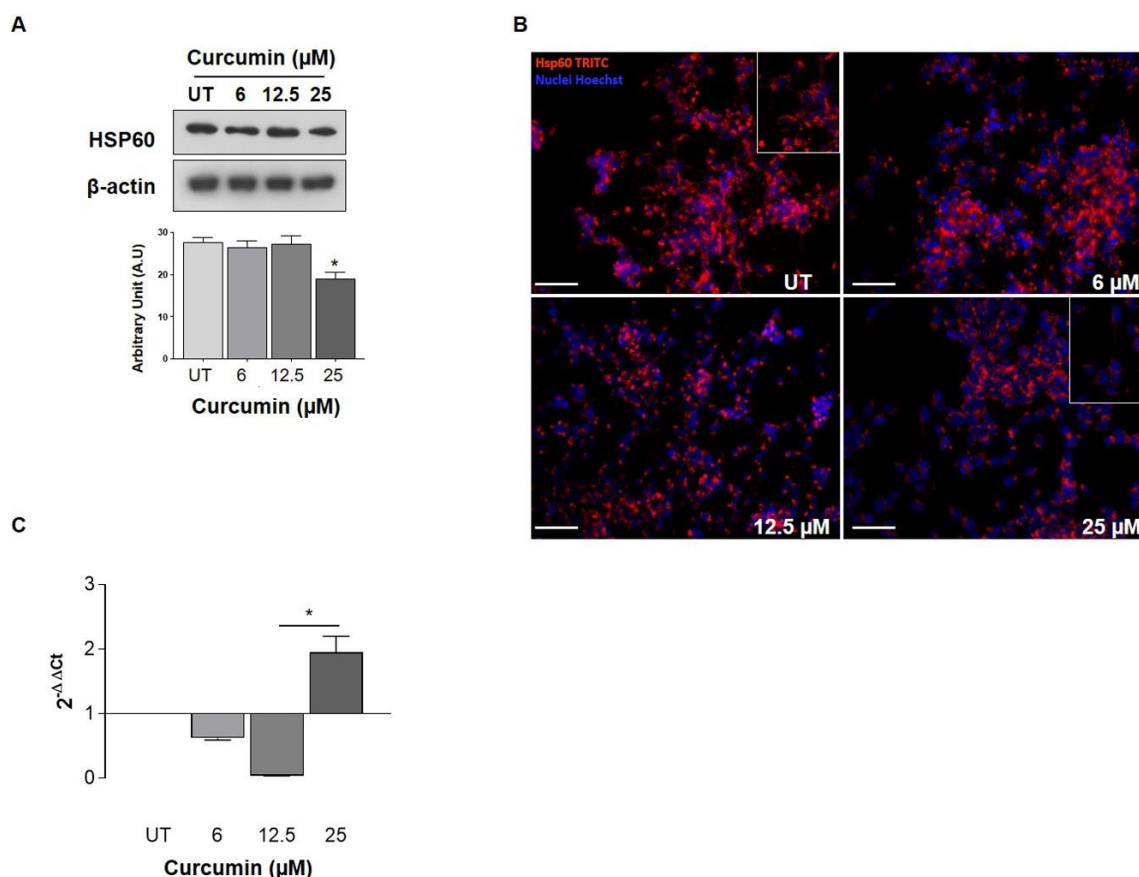 A
Curcumin (µM)
UT 6 12.5 25
HSP60
β-actin
Arbitrary Unit (A.U)
30
20
10
0
*
UT 6 12.5 25
Curcumin (µM)
B
Hsp60 TRITC
Nuclei Hoechst
UT
6 µM
12.5 µM
25 µM
C
2^-Δ ΔCt
3
2
1
0
*
UT 6 12.5 25
Curcumin (µM)